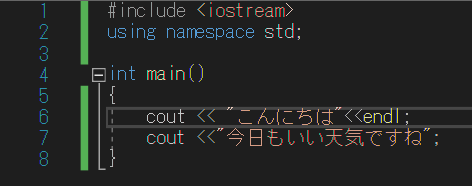 1 #include <iostream>
2 using namespace std;
3
4 int main()
5 {
6 cout << "こんにちは"<<endl;
7 cout <<"今日もいい天気ですね";
8 }